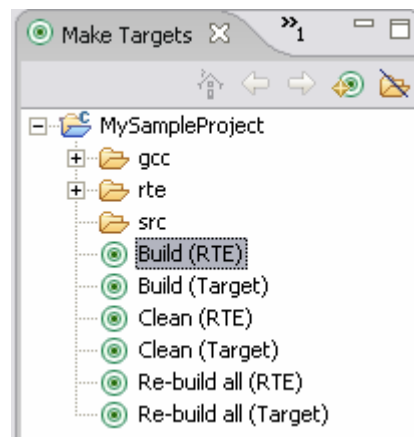 Make Targets
»1
MySampleProject
gcc
rte
src
Build (RTE)
Build (Target)
Clean (RTE)
Clean (Target)
Re-build all (RTE)
Re-build all (Target)